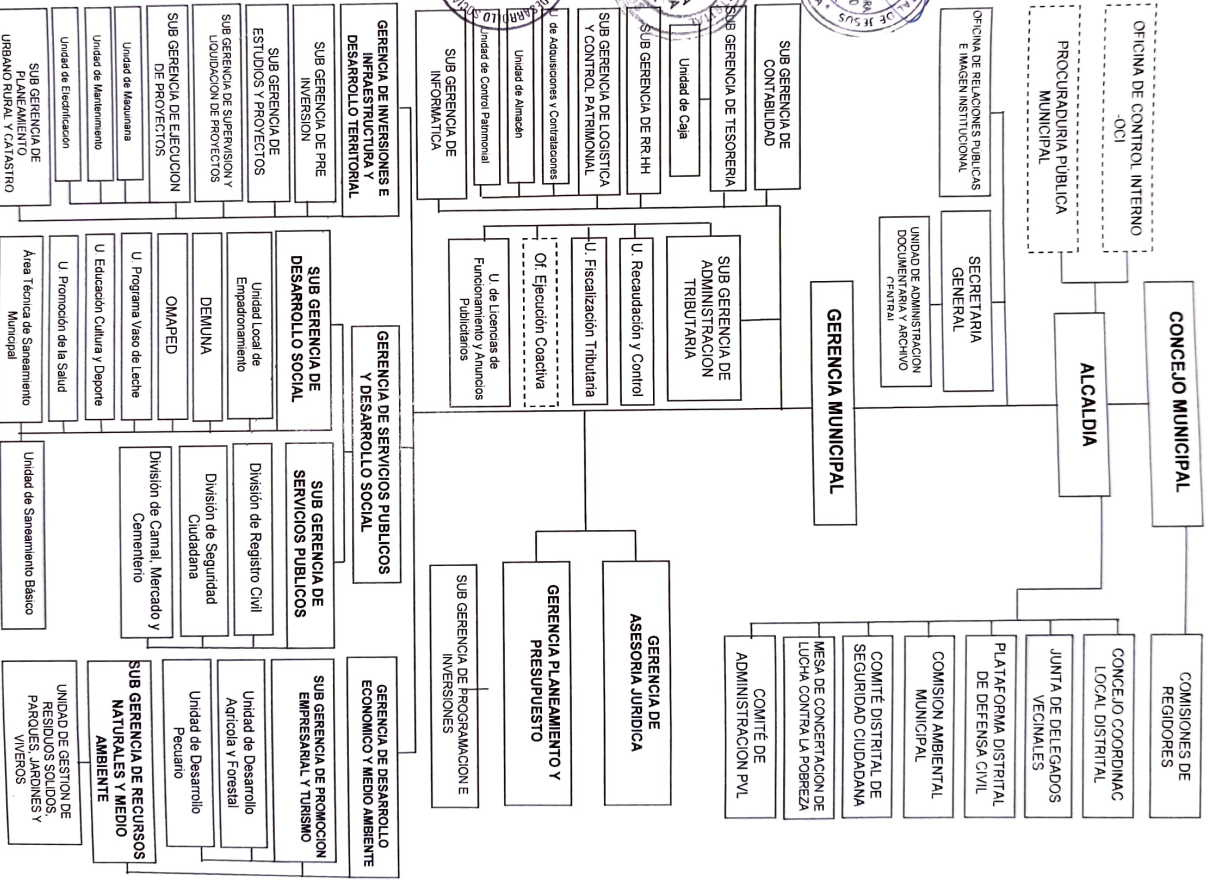 CONCEJO MUNICIPAL
COMISIONES DE
REGIDORES
OFICINA DE CONTROL INTERNO
-OCI
PROCURADURIA PÚBLICA
MUNICIPAL
ALCALDIA
CONCEJO COORDINAC
LOCAL DISTRITAL
JUNTA DE DELEGADOS
VECINALES
PLATAFORMA DISTRITAL
DE DEFENSA CIVIL
COMISION AMBIENTAL
MUNICIPAL
COMITÉ DISTRITAL DE
SEGURIDAD CIUDADANA
MESA DE CONCERTACION DE
LUCHA CONTRA LA POBREZA
COMITÉ DE
ADMINISTRACION PVL
OFICINA DE RELACIONES PUBLICAS
E IMAGEN INSTITUCIONAL
SECRETARIA
GENERAL
UNIDAD DE ADMINISTRACION
DOCUMENTARIA Y ARCHIVO
CENTRAL
GERENCIA MUNICIPAL
SUB GERENCIA DE
CONTABILIDAD
SUB GERENCIA DE TESORERIA
Unidad de Caja
SUB GERENCIA DE RR.HH
SUB GERENCIA DE LOGISTICA
Y CONTROL PATRIMONIAL
U. de Adquisiciones y Contrataciones
Unidad de Almacén
Unidad de Control Patrimonial
SUB GERENCIA DE
INFORMATICA
SUB GERENCIA DE
ADMINISTRACION
TRIBUTARIA
U. Recaudación y Control
U. Fiscalización Tributaria
Of. Ejecución Coactiva
U. de Licencias de
Funcionamiento y Anuncios
Publicitarios
GERENCIA DE
ASESORIA JURIDICA
GERENCIA PLANEAMIENTO Y
PRESUPUESTO
SUB GERENCIA DE PROGRAMACION E
INVERSIONES
GERENCIA DE INVERSIONES E
INFRAESTRUCTURA Y
DESARROLLO TERRITORIAL
SUB GERENCIA DE PRE
INVERSION
SUB GERENCIA DE
ESTUDIOS Y PROYECTOS
SUB GERENCIA DE SUPERVISION Y
LIQUIDACION DE PROYECTOS
SUB GERENCIA DE EJECUCION
DE PROYECTOS
Unidad de Maquinaria
Unidad de Mantenimiento
Unidad de Electrificación
SUB GERENCIA DE
PLANEAMIENTO
URBANO RURAL Y CATASTRO
GERENCIA DE SERVICIOS PUBLICOS
Y DESARROLLO SOCIAL
SUB GERENCIA DE
DESARROLLO SOCIAL
Unidad Local de
Empadronamiento
DEMUNA
OMAPED
U. Programa Vaso de Leche
U. Educación Cultura y Deporte
U. Promoción de la Salud
Área Técnica de Saneamiento
Municipal
SUB GERENCIA DE
SERVICIOS PUBLICOS
División de Registro Civil
División de Seguridad
Ciudadana
División de Camal, Mercado y
Cementerio
Unidad de Saneamiento Básico
GERENCIA DE DESARROLLO
ECONOMICO Y MEDIO AMBIENTE
SUB GERENCIA DE PROMOCION
EMPRESARIAL Y TURISMO
Unidad de Desarrollo
Agrícola y Forestal
Unidad de Desarrollo
Pecuario
SUB GERENCIA DE RECURSOS
NATURALES Y MEDIO
AMBIENTE
UNIDAD DE GESTION DE
RESIDUOS SOLIDOS,
PARQUES, JARDINES Y
VIVEROS
DE JESUS
DESARROLLO